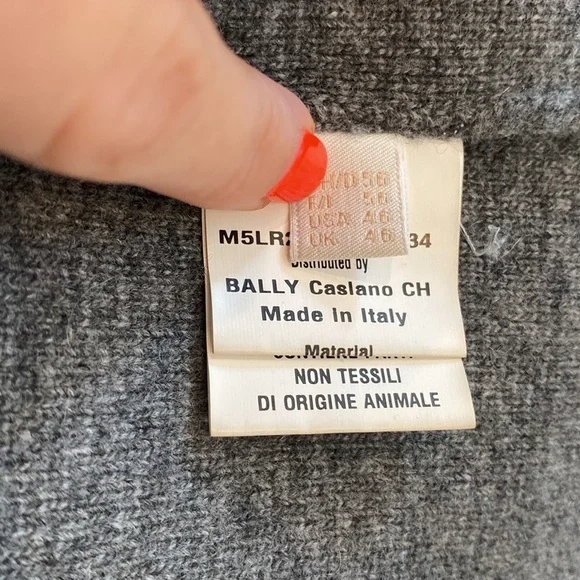 CH/D 56
F/I 56
USA 46
UK 46
M5LR2 34
Distributed by
BALLY Caslano CH
Made in Italy
Material
NON TESSILI
DI ORIGINE ANIMALE